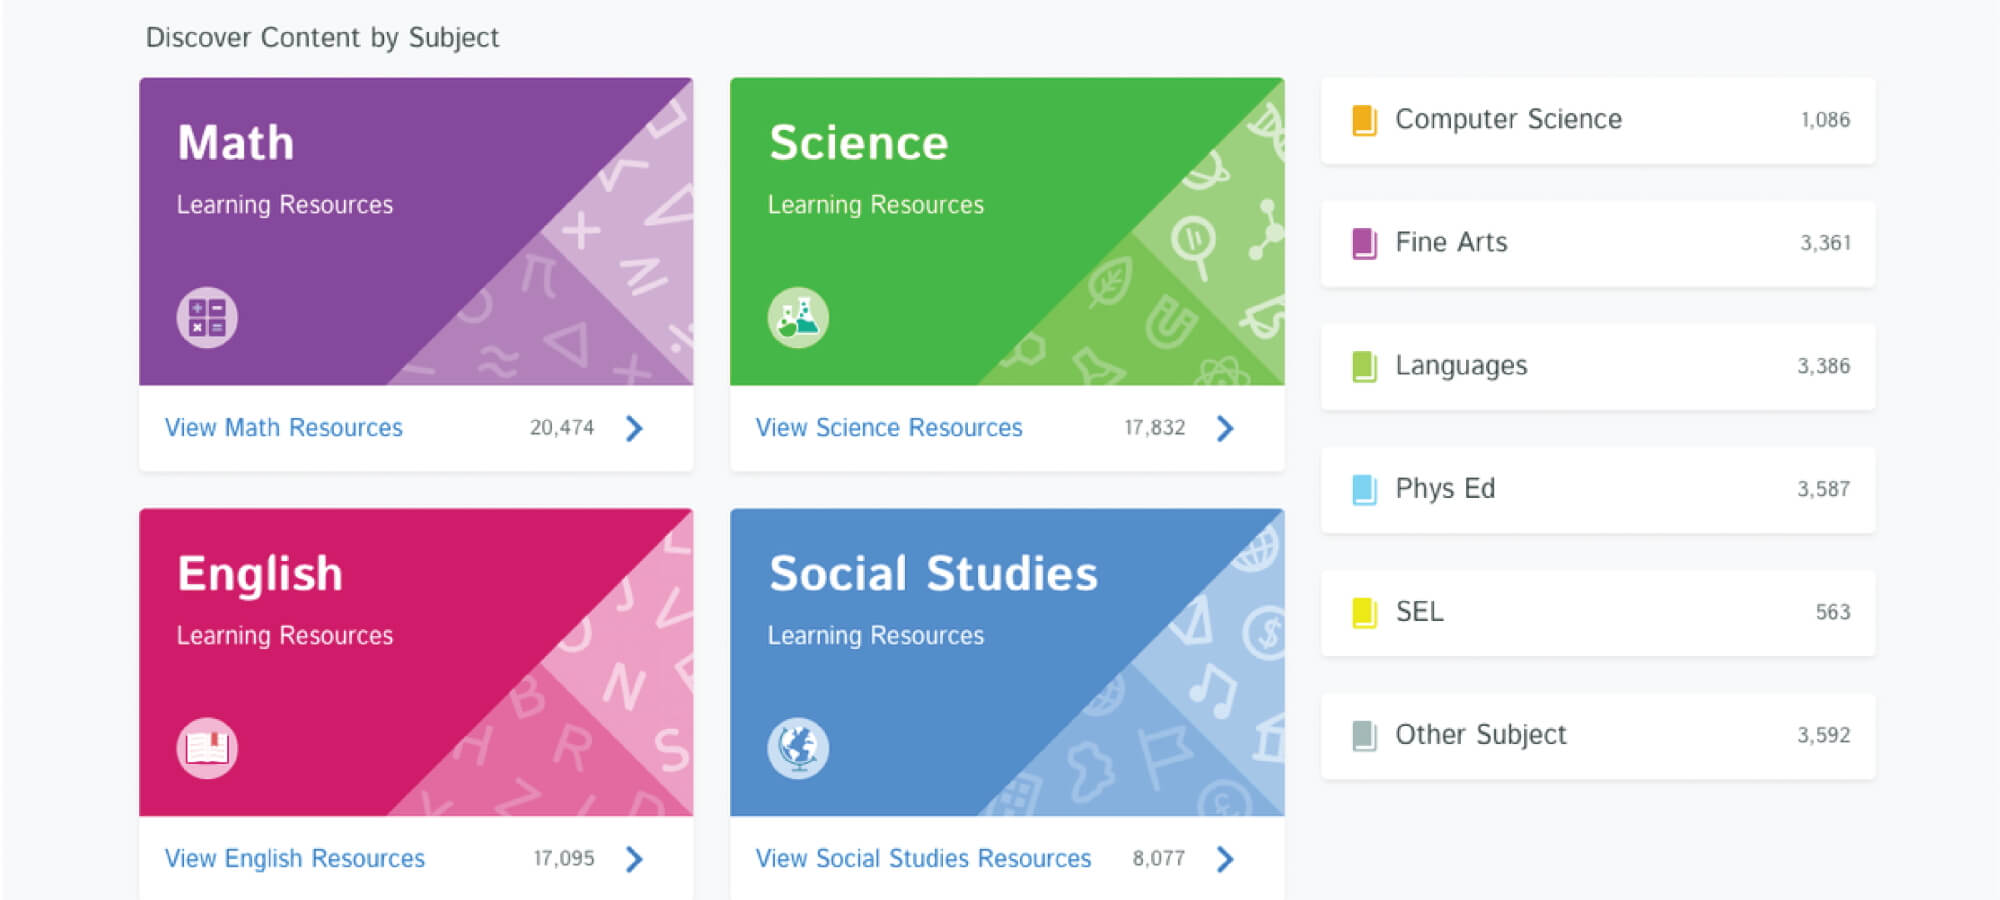 Discover Content by Subject
Math
Learning Resources
View Math Resources 20,474
Science
Learning Resources
View Science Resources 17,832
English
Learning Resources
View English Resources 17,095
Social Studies
Learning Resources
View Social Studies Resources 8,077
Computer Science 1,086
Fine Arts 3,361
Languages 3,386
Phys Ed 3,587
SEL 563
Other Subject 3,592